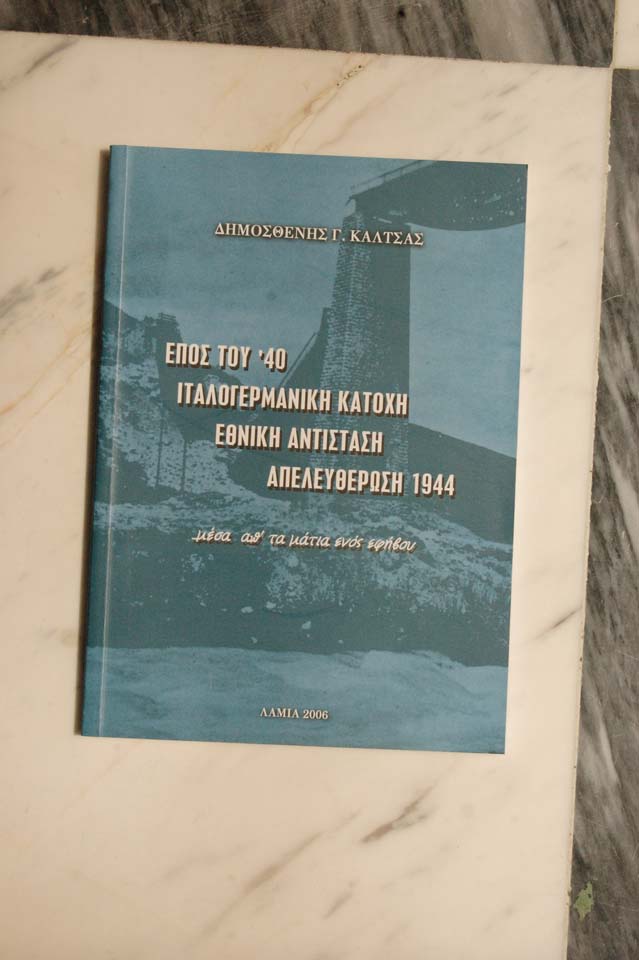 ΔΗΜΟΣΘΕΝΗΣ Γ. ΚΑΛΤΣΑΣ
ΕΠΟΣ ΤΟΥ '40
ΙΤΑΛΟΓΕΡΜΑΝΙΚΗ ΚΑΤΟΧΗ
ΕΘΝΙΚΗ ΑΝΤΙΣΤΑΣΗ
ΑΠΕΛΕΥΘΕΡΩΣΗ 1944
μέσα απ' τα μάτια ενός εφήβου
ΛΑΜΙΑ 2006